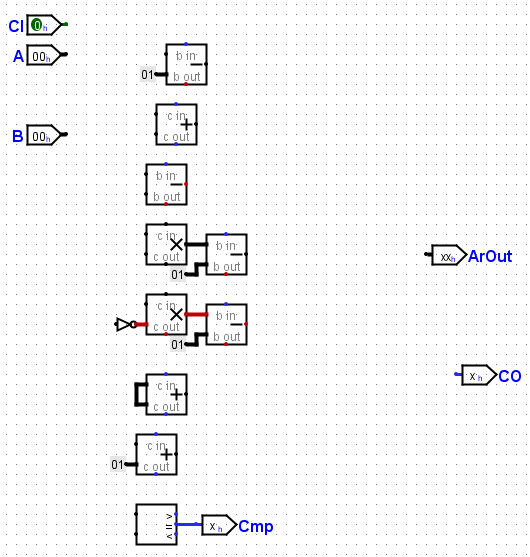 CI 0h
A 00h
b in
01 b out
−
c in
B 00h
+
c out
b in
−
b out
c in
×
c out
b in
−
01 b out
c in
×
c out
b in
−
01 b out
xxh ArOut
c in
+
c out
xh CO
c in
+
01 c out
>
=
<
xh Cmp